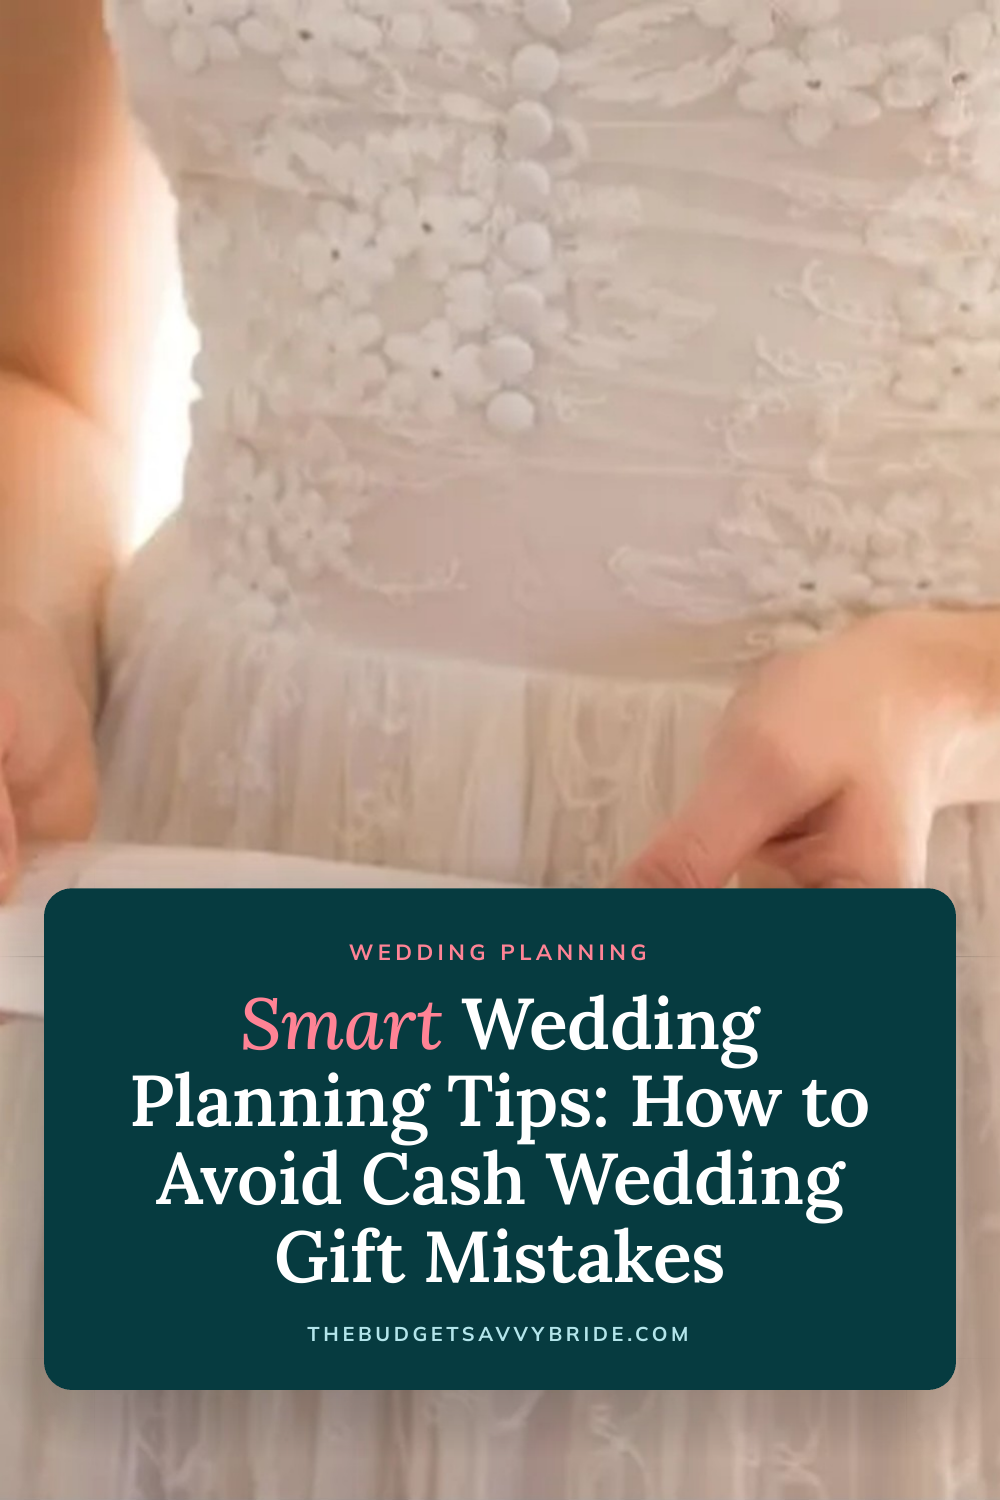 WEDDING PLANNING
Smart Wedding
Planning Tips: How to
Avoid Cash Wedding
Gift Mistakes
THEBUDGETSAVVYBRIDE.COM